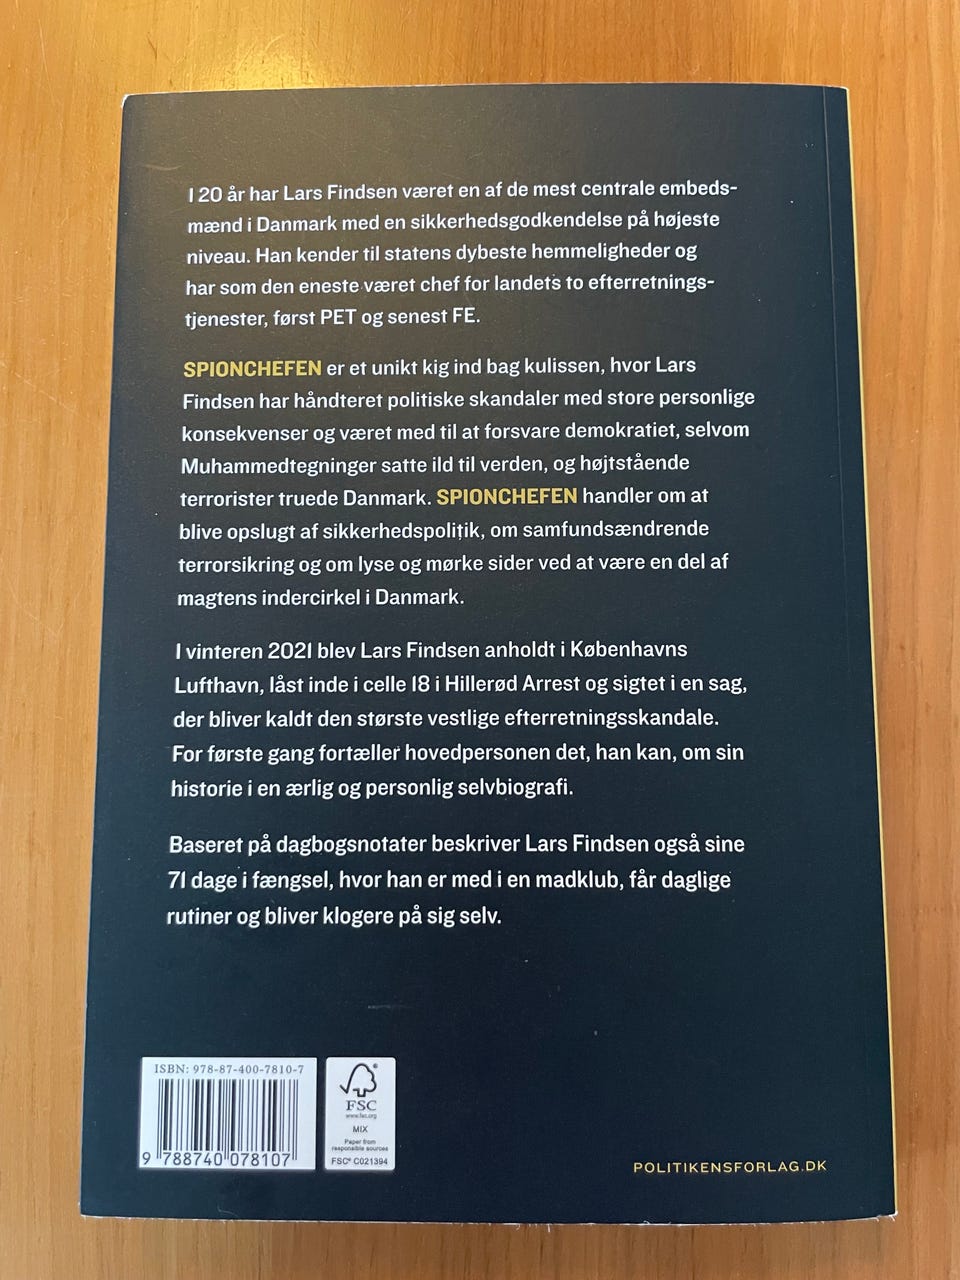 I 20 år har Lars Findsen været en af de mest centrale embeds-
mænd i Danmark med en sikkerhedsgodkendelse på højeste
niveau. Han kender til statens dybeste hemmeligheder og
har som den eneste været chef for landets to efterretnings-
tjenester, først PET og senest FE.
SPIONCHEFEN er et unikt kig ind bag kulissen, hvor Lars
Findsen har håndteret politiske skandaler med store personlige
konsekvenser og været med til at forsvare demokratiet, selvom
Muhammedtegninger satte ild til verden, og højtstående
terrorister truede Danmark. SPIONCHEFEN handler om at
blive opslugt af sikkerhedspolitik, om samfundsændrende
terrorsikring og om lyse og mørke sider ved at være en del af
magtens indercirkel i Danmark.
I vinteren 2021 blev Lars Findsen anholdt i Københavns
Lufthavn, låst inde i celle 18 i Hillerød Arrest og sigtet i en sag,
der bliver kaldt den største vestlige efterretningsskandale.
For første gang fortæller hovedpersonen det, han kan, om sin
historie i en ærlig og personlig selvbiografi.
Baseret på dagbogsnotater beskriver Lars Findsen også sine
71 dage i fængsel, hvor han er med i en madklub, får daglige
rutiner og bliver klogere på sig selv.
ISBN: 978-87-400-7810-7
9 788740 078107
FSC
www.fsc.org
MIX
Paper from
responsible sources
FSC® C021394
POLITIKENSFORLAG.DK